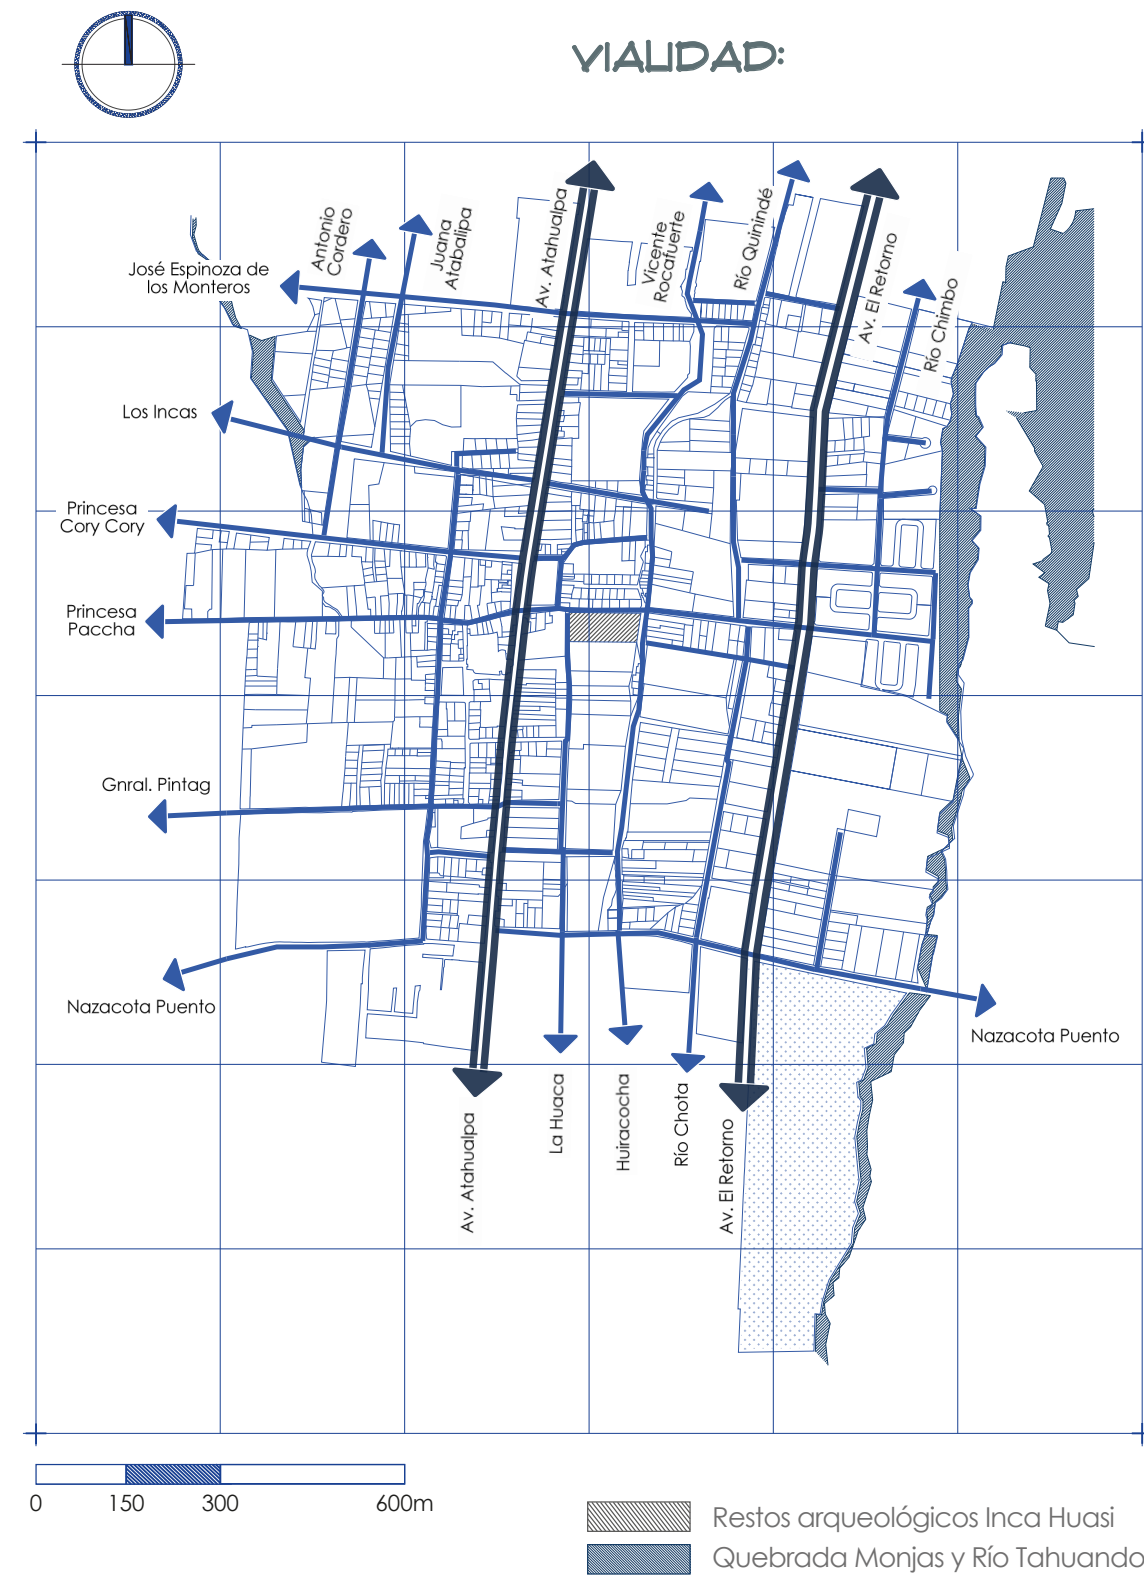 VIALIDAD:
Antonio
Cordero
Juana
Atabalipa
Av. Atahualpa
Vicente
Rocafuerte
Río Quinindé
Av. El Retorno
Río Chimbo
José Espinoza de
los Monteros
Los Incas
Princesa
Cory Cory
Princesa
Paccha
Gnral. Pintag
Nazacota Puento
Nazacota Puento
Av. Atahualpa
La Huaca
Huiracocha
Río Chota
Av. El Retorno
0 150 300 600m
Restos arqueológicos Inca Huasi
Quebrada Monjas y Río Tahuando